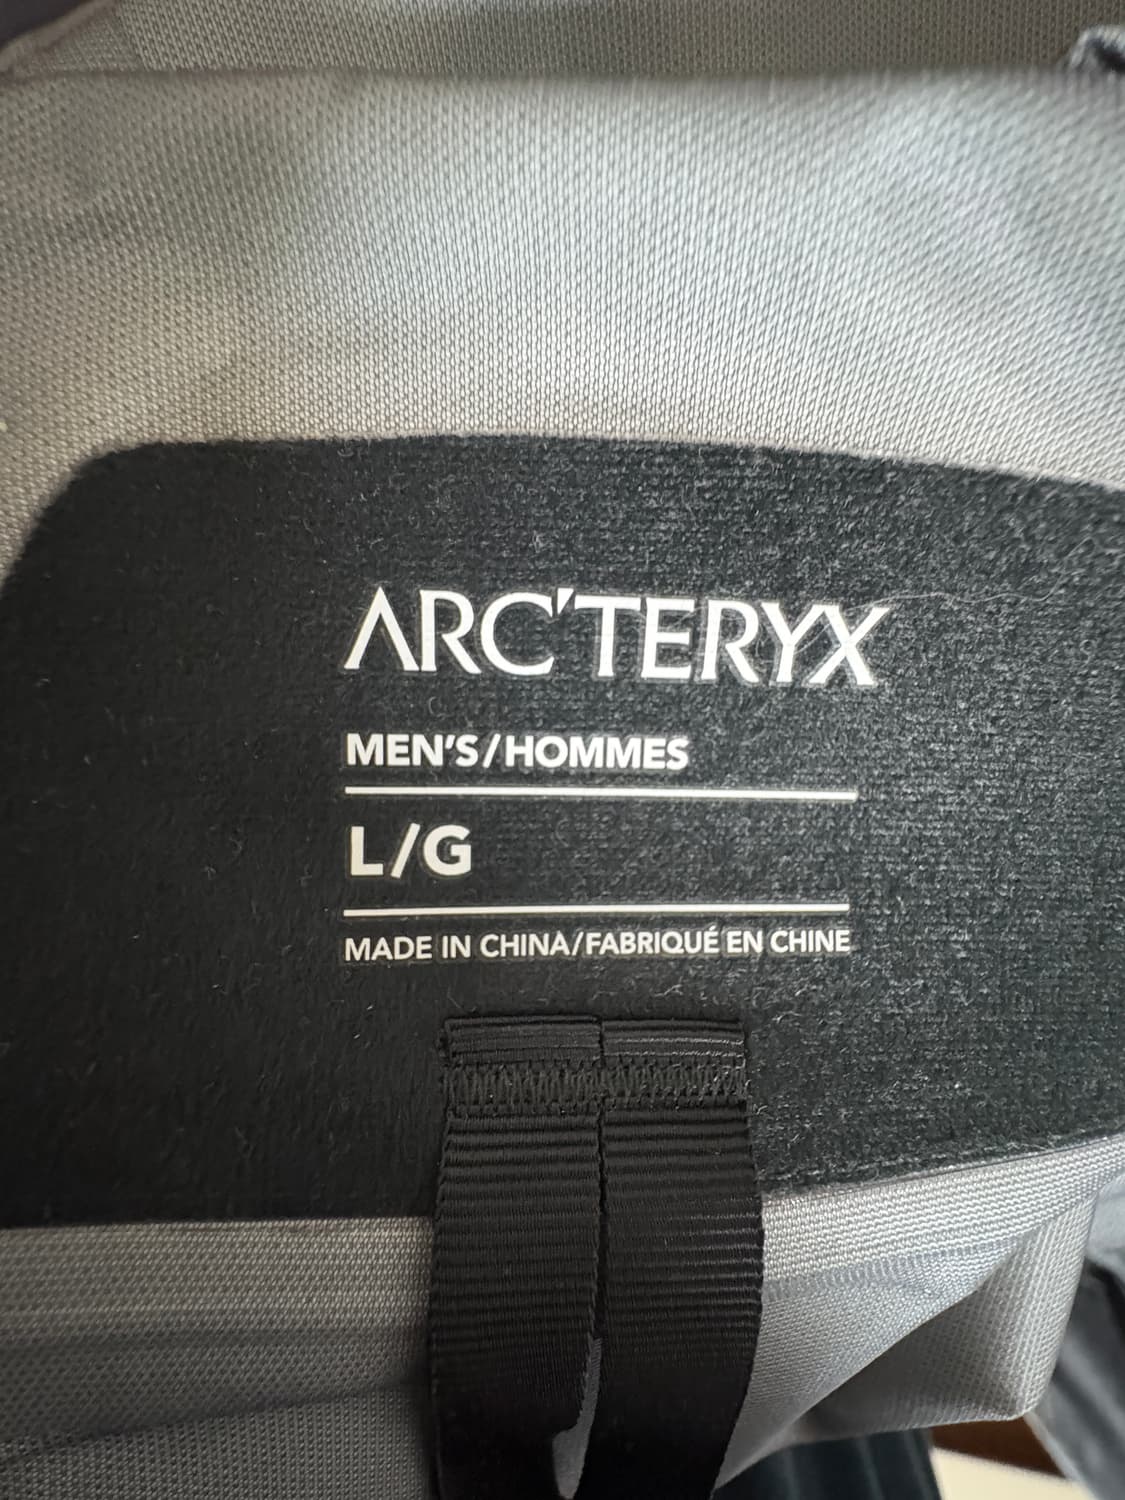 ARC'TERYX
MEN'S/HOMMES
L/G
MADE IN CHINA/FABRIQUÉ EN CHINE